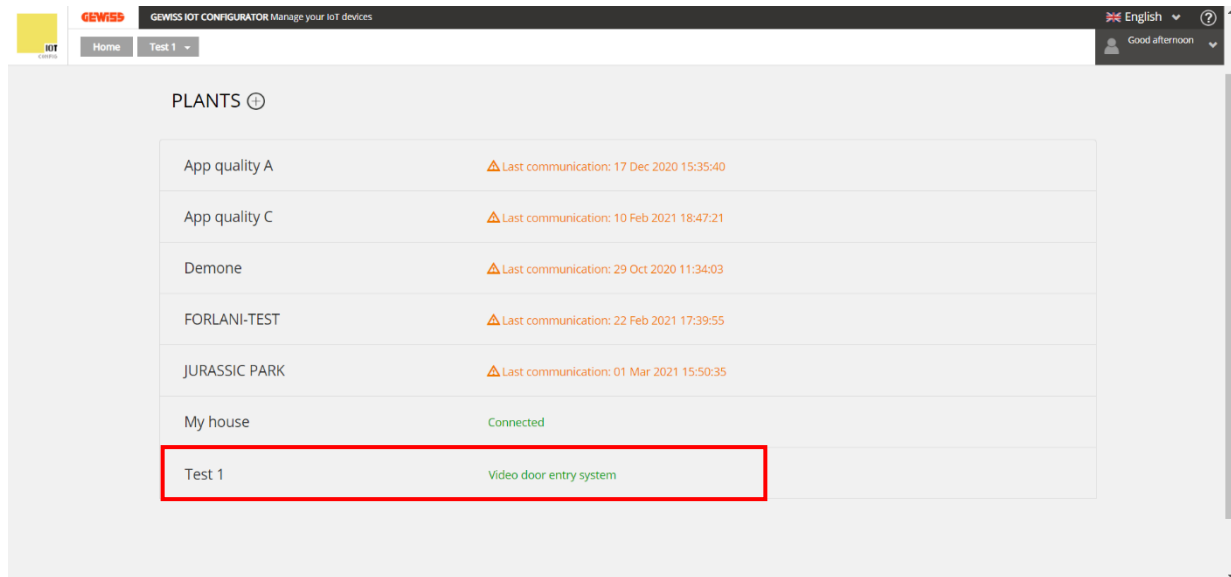 GEWISS GEWISS IOT CONFIGURATOR Manage your IoT devices English ?
IOT
CONFIG
Home Test 1 Good afternoon
PLANTS
App quality A Last communication: 17 Dec 2020 15:35:40
App quality C Last communication: 10 Feb 2021 18:47:21
Demone Last communication: 29 Oct 2020 11:34:03
FORLANI-TEST Last communication: 22 Feb 2021 17:39:55
JURASSIC PARK Last communication: 01 Mar 2021 15:50:35
My house Connected
Test 1 Video door entry system